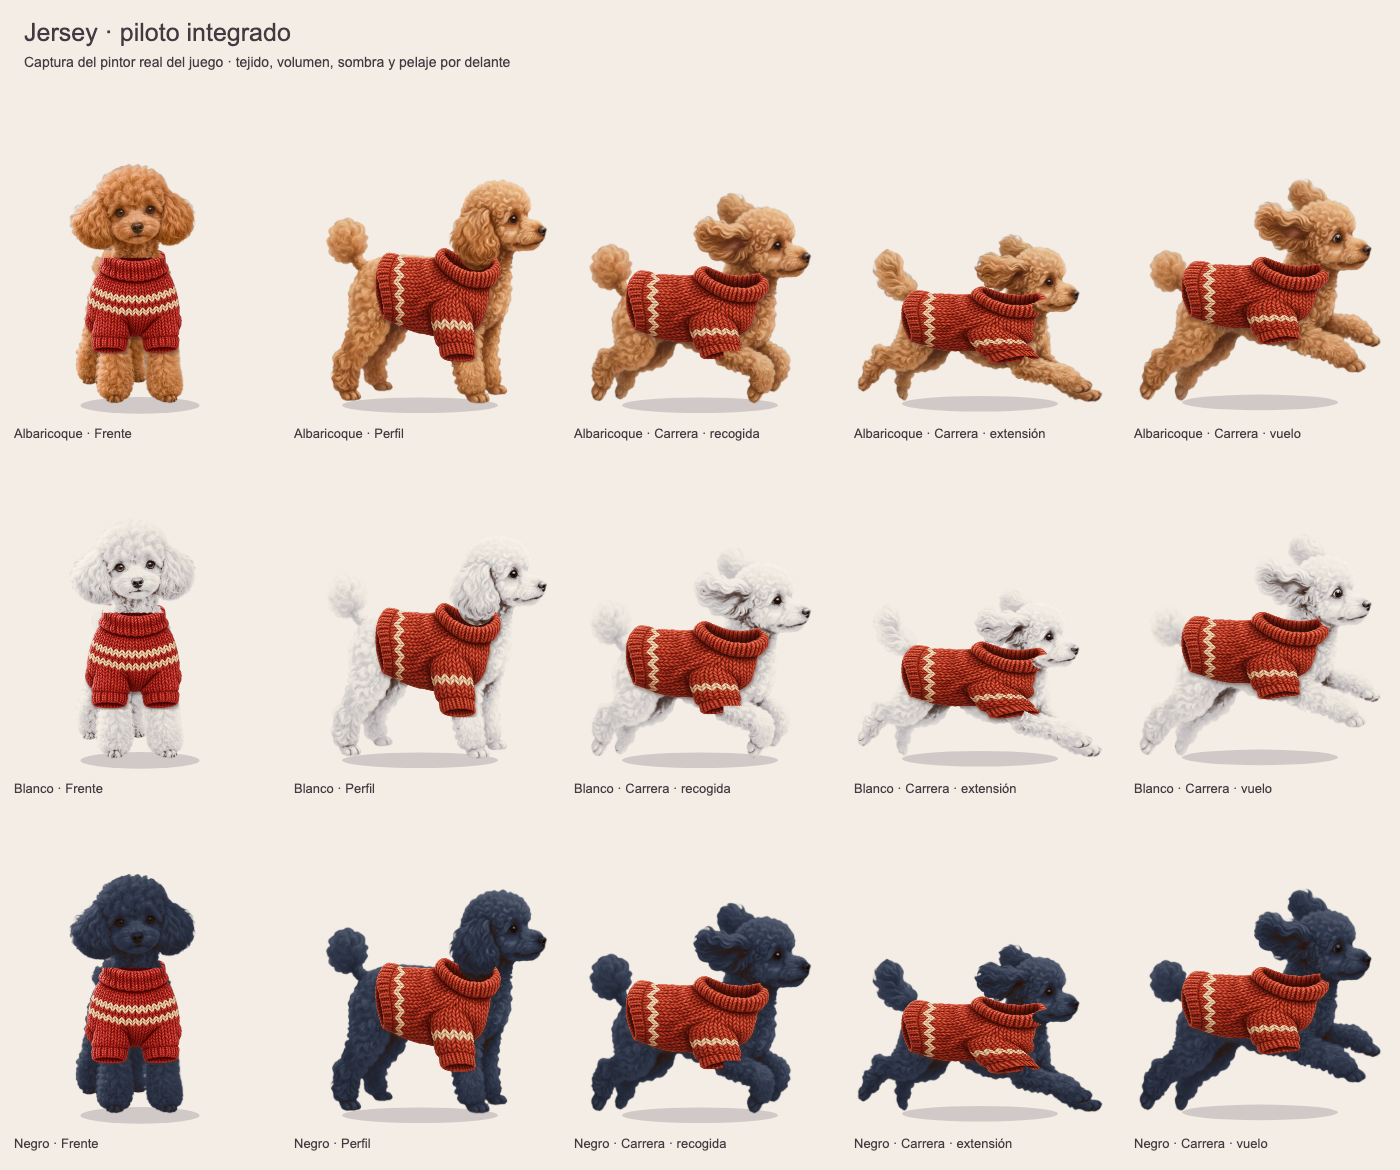 Jersey · piloto integrado
Captura del pintor real del juego · tejido, volumen, sombra y pelaje por delante
Albaricoque · Frente
Albaricoque · Perfil
Albaricoque · Carrera · recogida
Albaricoque · Carrera · extensión
Albaricoque · Carrera · vuelo
Blanco · Frente
Blanco · Perfil
Blanco · Carrera · recogida
Blanco · Carrera · extensión
Blanco · Carrera · vuelo
Negro · Frente
Negro · Perfil
Negro · Carrera · recogida
Negro · Carrera · extensión
Negro · Carrera · vuelo